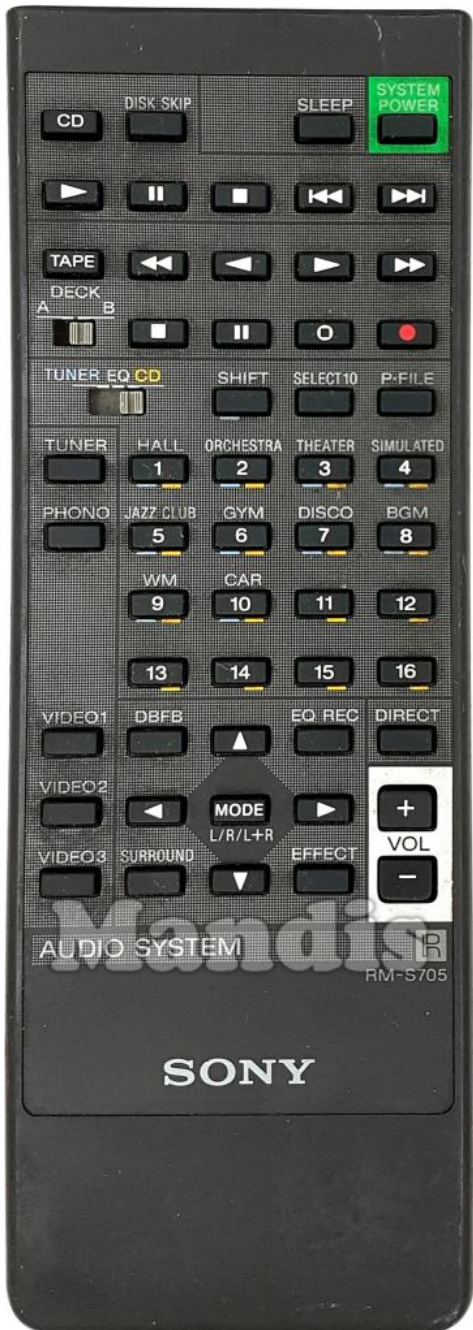 SYSTEM
DISK SKIP SLEEP POWER
CD
TAPE
DECK
A B
TUNER EQ CD SHIFT SELECT10 P·FILE
TUNER HALL ORCHESTRA THEATER SIMULATED
1 2 3 4
PHONO JAZZ CLUB GYM DISCO BGM
5 6 7 8
WM CAR
9 10 11 12
13 14 15 16
VIDEO1 DBFB EQ REC DIRECT
VIDEO2 MODE +
L/R/L+R VOL
VIDEO3 SURROUND EFFECT −
Mandis
AUDIO SYSTEM R
RM-S705
SONY